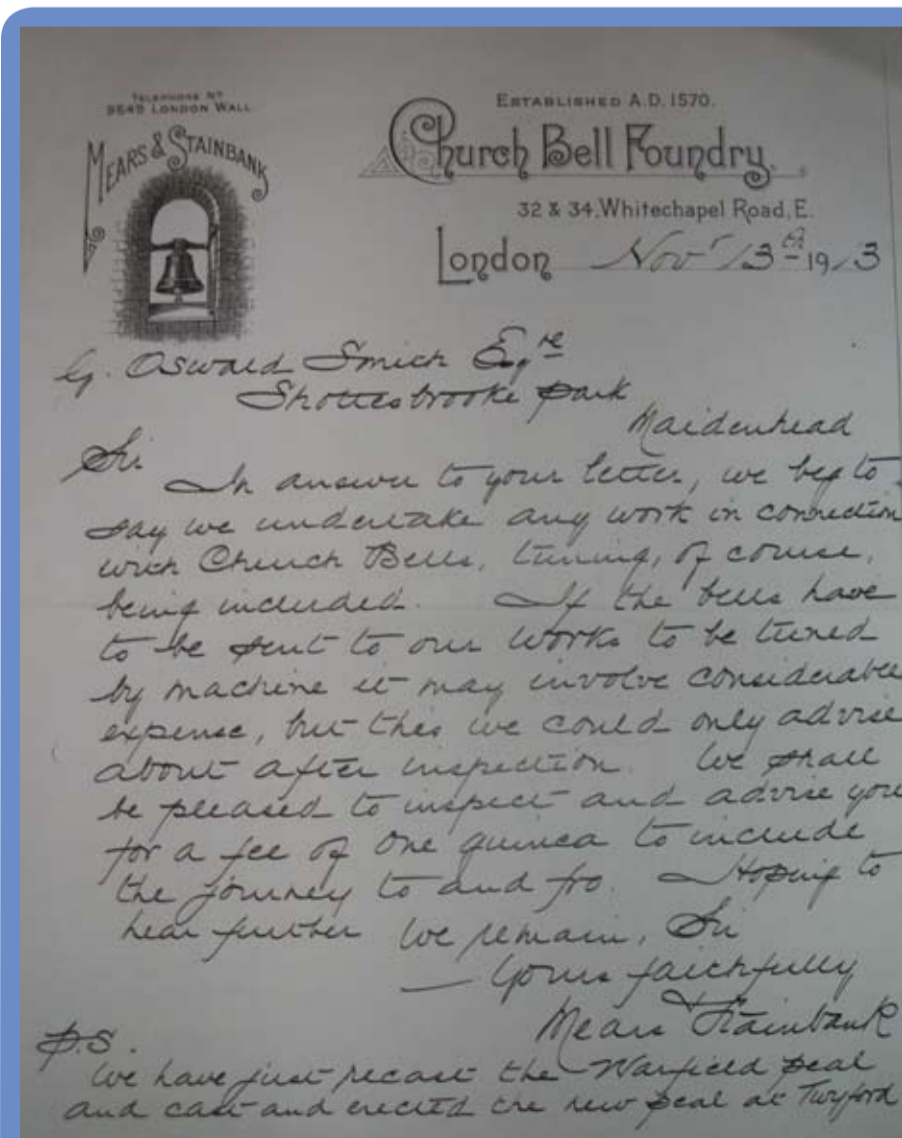 TELEPHONE Nº
9549 LONDON WALL
MEARS & STAINBANK
ESTABLISHED A.D. 1570.
Church Bell Foundry.
32 & 34, Whitechapel Road, E.
London Novr 13th 1913
G. Oswald Smith Esqre
Shottesbrooke Park
Maidenhead
Sir.
In answer to your letter, we beg to
say we undertake any work in connection
with Church Bells, tuning, of course,
being included. If the bells have
to be sent to our works to be tuned
by machine it may involve considerable
expense, but this we could only advise
about after inspection. We shall
be pleased to inspect and advise you
for a fee of one guinea to include
the journey to and fro. Hoping to
hear further We remain, Sir
Yours faithfully
Mears Stainbank
P.S.
We have just recast the Warfield peal
and cast and erected the new peal at Twyford